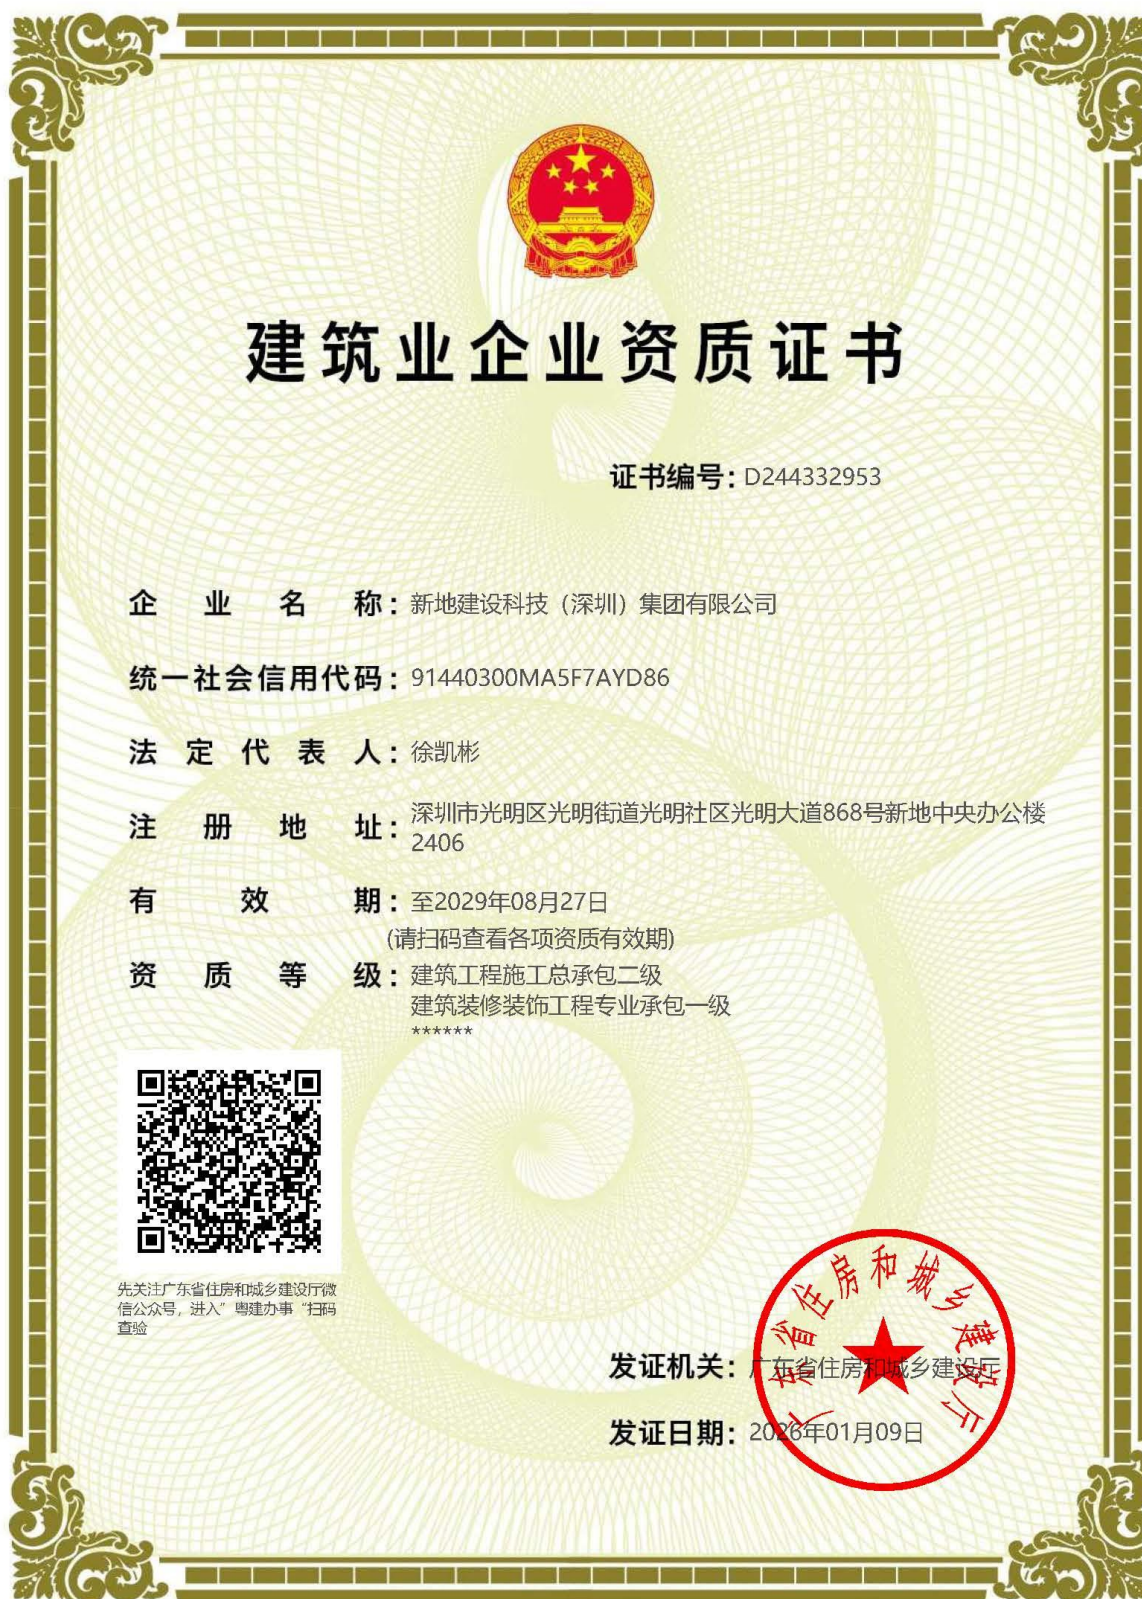 建筑业企业资质证书
证书编号：D244332953
企业名称：新地建设科技（深圳）集团有限公司
统一社会信用代码：91440300MA5F7AYD86
法定代表人：徐凯彬
注册地址：深圳市光明区光明街道光明社区光明大道868号新地中央办公楼
2406
有效期：至2029年08月27日
(请扫码查看各项资质有效期)
资质等级：建筑工程施工总承包二级
建筑装修装饰工程专业承包一级
******
先关注广东省住房和城乡建设厅微
信公众号，进入”粤建办事“扫码
查验
广东省住房和城乡建设厅
发证机关：广东省住房和城乡建设厅
发证日期：2026年01月09日